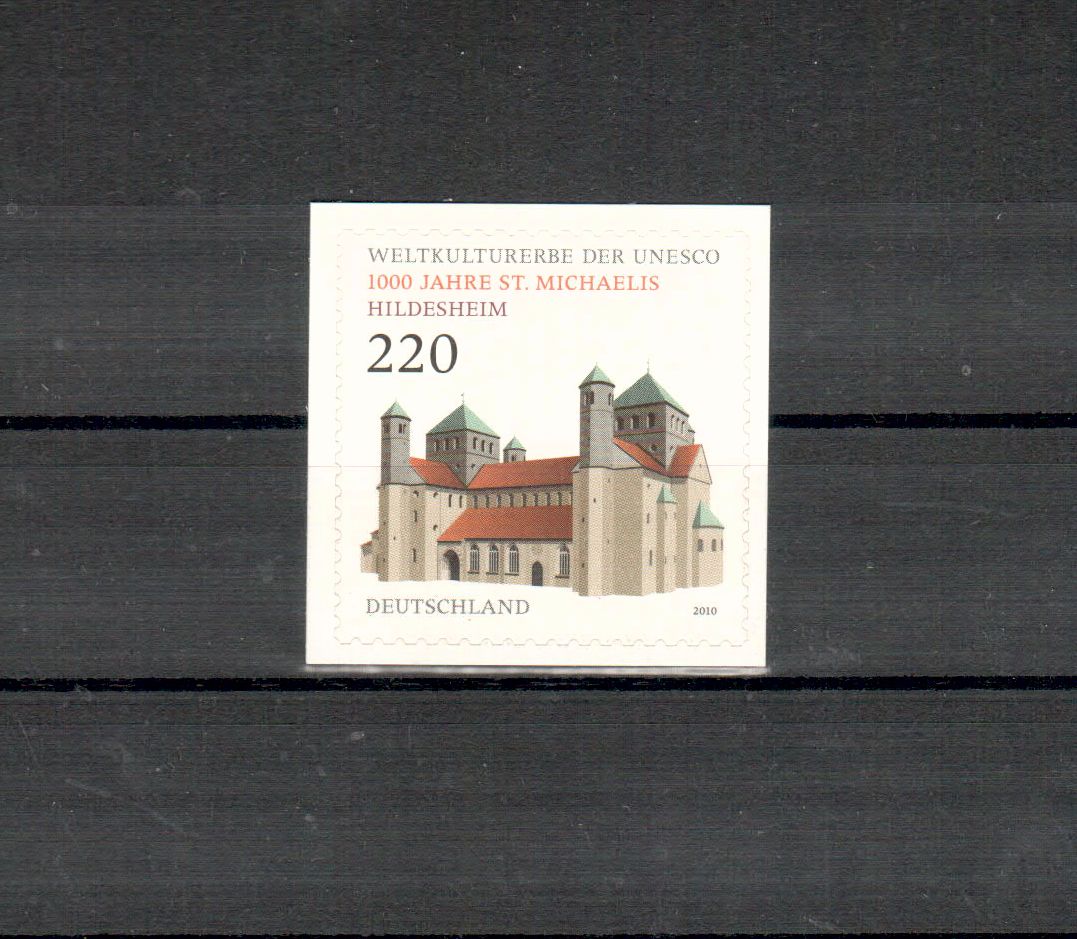 WELTKULTURERBE DER UNESCO
1000 JAHRE ST. MICHAELIS
HILDESHEIM
220
DEUTSCHLAND
2010